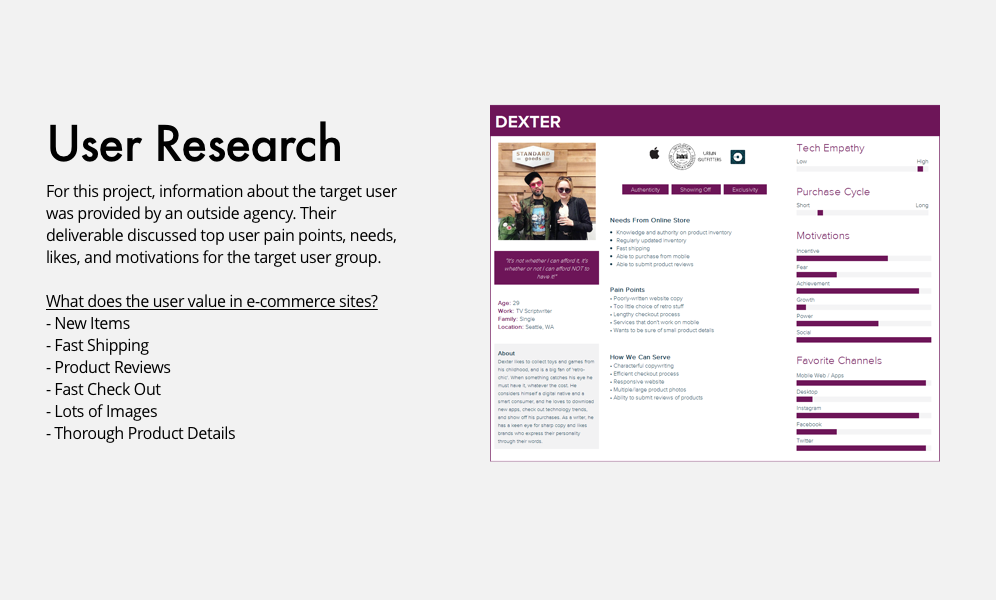 User Research
For this project, information about the target user
was provided by an outside agency. Their
deliverable discussed top user pain points, needs,
likes, and motivations for the target user group.
What does the user value in e-commerce sites?
- New Items
- Fast Shipping
- Product Reviews
- Fast Check Out
- Lots of Images
- Thorough Product Details
DEXTER
STANDARD
goods
"It's not whether I can afford it, it's
whether or not I can afford NOT to
have it!"
Age: 29
Work: TV Scriptwriter
Family: Single
Location: Seattle, WA
About
Dexter likes to collect toys and games from
his childhood, and is a big fan of "retro-
chic". When something catches his eye he
must have it, whatever the cost. He
considers himself a digital native and a
smart consumer, and he loves to download
new apps, check out technology trends,
and show off his purchases. As a writer, he
has a keen eye for sharp copy and likes
brands who express their personality
through their words.
URBAN
OUTFITTERS
Authenticity
Showing Off
Exclusivity
Needs From Online Store
• Knowledge and authority on product inventory
• Regularly updated inventory
• Fast shipping
• Able to purchase from mobile
• Able to submit product reviews
Pain Points
• Poorly-written website copy
• Too little choice of retro stuff
• Lengthy checkout process
• Services that don't work on mobile
• Wants to be sure of small product details
How We Can Serve
• Characterful copywriting
• Efficient checkout process
• Responsive website
• Multiple/large product photos
• Ability to submit reviews of products
Tech Empathy
Low High
Purchase Cycle
Short Long
Motivations
Incentive
Fear
Achievement
Growth
Power
Social
Favorite Channels
Mobile Web / Apps
Desktop
Instagram
Facebook
Twitter